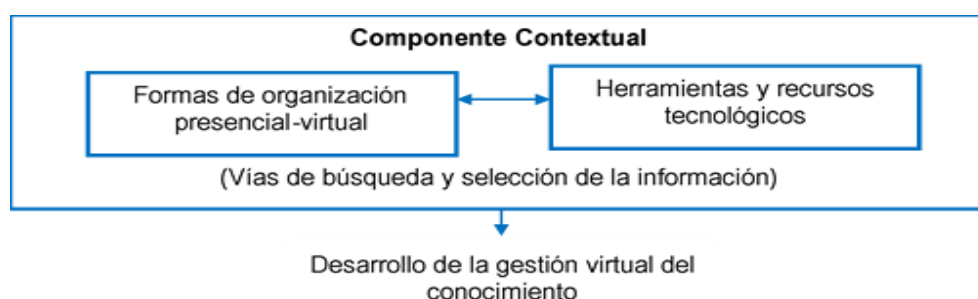 Componente Contextual
Formas de organización
presencial-virtual
Herramientas y recursos
tecnológicos
(Vías de búsqueda y selección de la información)
Desarrollo de la gestión virtual del
conocimiento